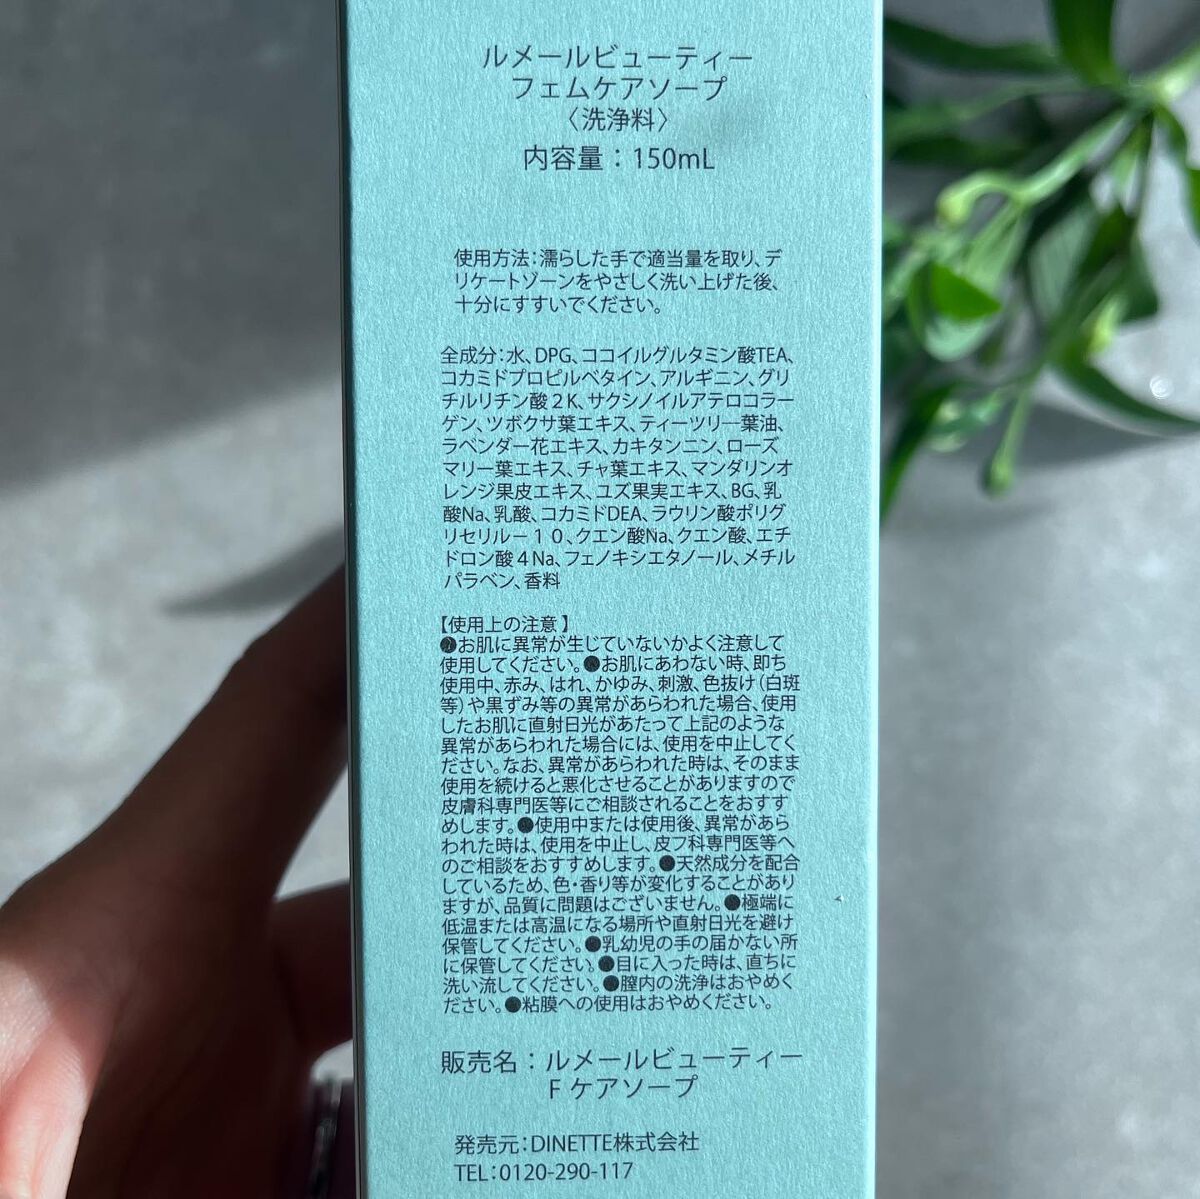 ルメールビューティー
フェムケアソープ
〈洗浄料〉
内容量：150mL
使用方法：濡らした手で適当量を取り、デ
リケートゾーンをやさしく洗い上げた後、
十分にすすいでください。
全成分：水、DPG、ココイルグルタミン酸TEA、
コカミドプロピルベタイン、アルギニン、グリ
チルリチン酸２K、サクシノイルアテロコラー
ゲン、ツボクサ葉エキス、ティーツリー葉油、
ラベンダー花エキス、カキタンニン、ローズ
マリー葉エキス、チャ葉エキス、マンダリンオ
レンジ果皮エキス、ユズ果実エキス、BG、乳
酸Na、乳酸、コカミドDEA、ラウリン酸ポリグ
リセリル－１０、クエン酸Na、クエン酸、エチ
ドロン酸４Na、フェノキシエタノール、メチル
パラベン、香料
【使用上の注意】
●お肌に異常が生じていないかよく注意して
使用してください。●お肌にあわない時、即ち
使用中、赤み、はれ、かゆみ、刺激、色抜け（白斑
等）や黒ずみ等の異常があらわれた場合、使用
したお肌に直射日光があたって上記のような
異常があらわれた場合には、使用を中止してく
ださい。なお、異常があらわれた時は、そのまま
使用を続けると悪化させることがありますので
皮膚科専門医等にご相談されることをおすす
めします。●使用中または使用後、異常があら
われた時は、使用を中止し、皮フ科専門医等へ
のご相談をおすすめします。●天然成分を配合
しているため、色・香り等が変化することがあり
ますが、品質に問題はございません。●極端に
低温または高温になる場所や直射日光を避け
保管してください。●乳幼児の手の届かない所
に保管してください。●目に入った時は、直ちに
洗い流してください。●膣内の洗浄はおやめく
ださい。●粘膜への使用はおやめください。
販売名：ルメールビューティー
F ケアソープ
発売元：DINETTE株式会社
TEL：0120-290-117